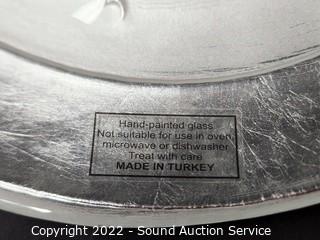 Hand-painted glass
Not suitable for use in oven,
microwave or dishwasher
Treat with care
MADE IN TURKEY
Copyright 2022 - Sound Auction Service